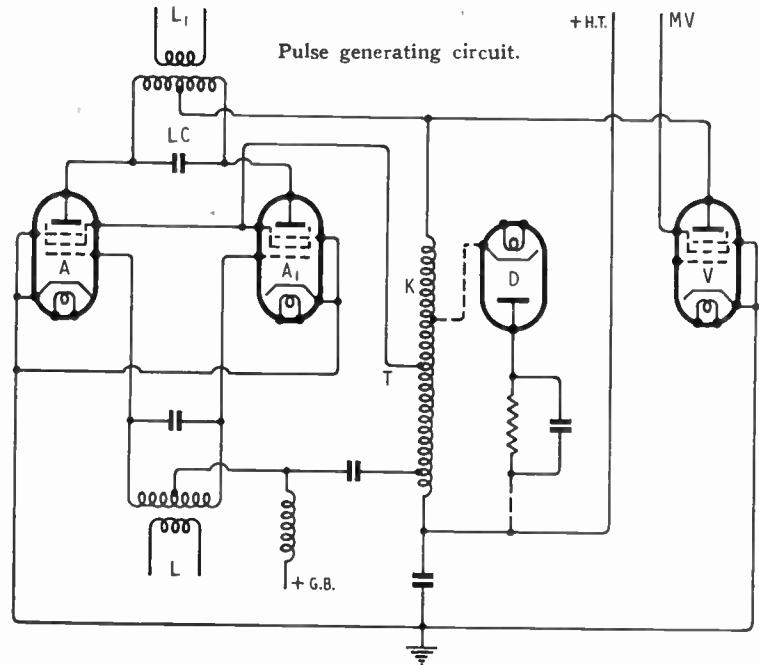 L1
Pulse generating circuit.
+ H.T.
MV
LC
A
A1
K
D
V
T
L
+ G.B.